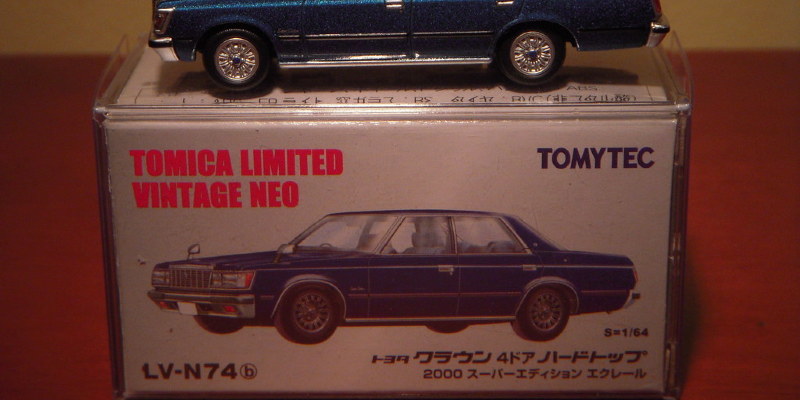 TOMICA LIMITED
VINTAGE NEO
TOMYTEC
S=1/64
LV-N74ⓑ
トヨタ クラウン 4ドア ハードトップ
2000 スーパーエディション エクレール